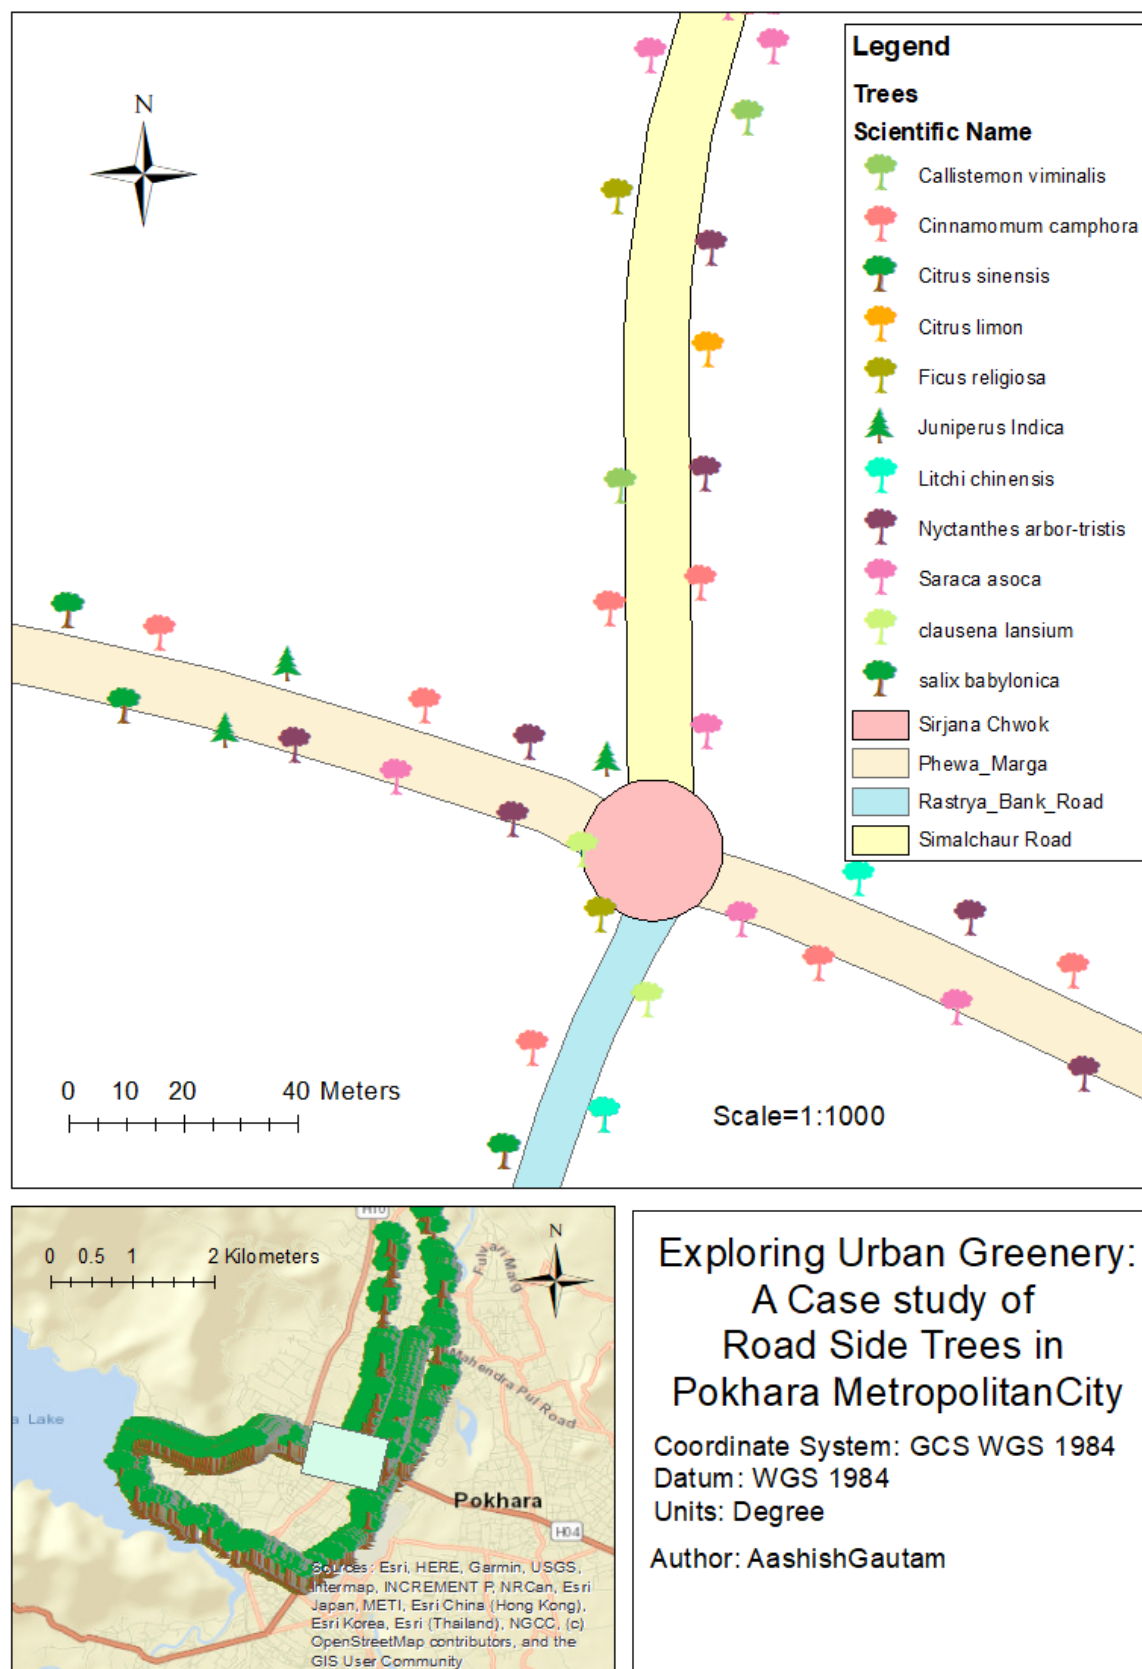 N
Legend
Trees
Scientific Name
Callistemon viminalis
Cinnamomum camphora
Citrus sinensis
Citrus limon
Ficus religiosa
Juniperus Indica
Litchi chinensis
Nyctanthes arbor-tristis
Saraca asoca
clausena lansium
salix babylonica
Sirjana Chwok
Phewa_Marga
Rastrya_Bank_Road
Simalchaur Road
0 10 20 40 Meters
Scale=1:1000
H10
N
0 0.5 1 2 Kilometers
Fulvari Marg
Mahendra Pul Road
a Lake
Pokhara
H04
Sources: Esri, HERE, Garmin, USGS,
Intermap, INCREMENT P, NRCan, Esri
Japan, METI, Esri China (Hong Kong),
Esri Korea, Esri (Thailand), NGCC, (c)
OpenStreetMap contributors, and the
GIS User Community
Exploring Urban Greenery:
A Case study of
Road Side Trees in
Pokhara MetropolitanCity
Coordinate System: GCS WGS 1984
Datum: WGS 1984
Units: Degree
Author: AashishGautam